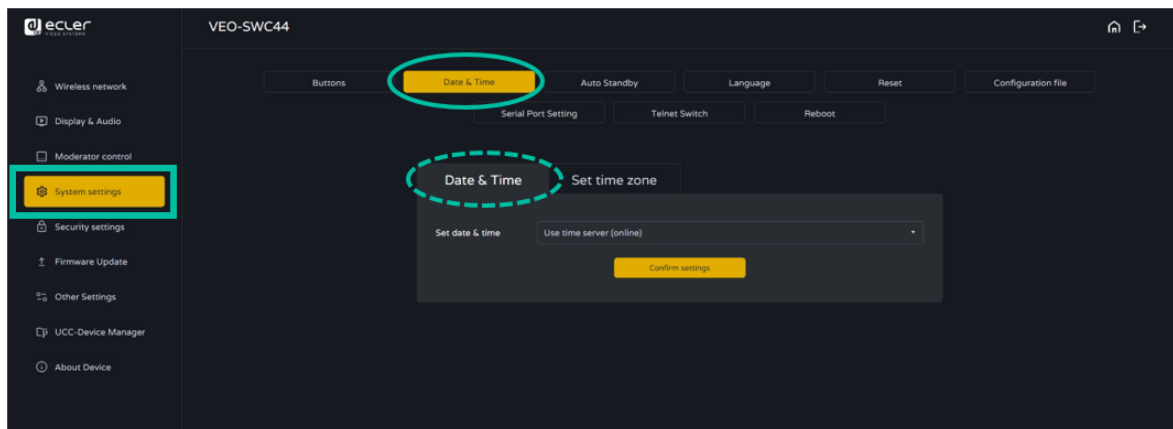 ecler
VIDEO SYSTEMS
VEO-SWC44
Wireless network
Display & Audio
Moderator control
System settings
Security settings
Firmware Update
Other Settings
UCC-Device Manager
About Device
Buttons
Date & Time
Auto Standby
Language
Reset
Configuration file
Serial Port Setting
Telnet Switch
Reboot
Date & Time
Set time zone
Set date & time
Use time server (online)
Confirm settings